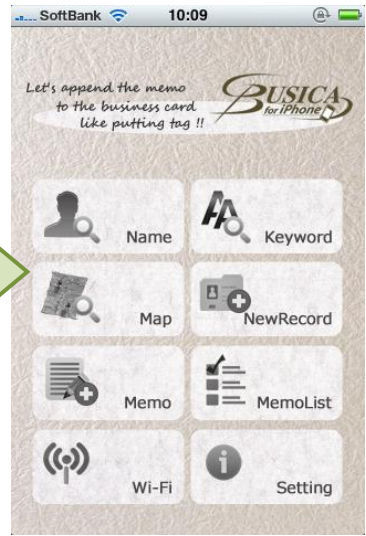 SoftBank 10:09
Let's append the memo
to the business card
like putting tag !!
BUSICA
for iPhone
Name
Keyword
Map
NewRecord
Memo
MemoList
Wi-Fi
Setting